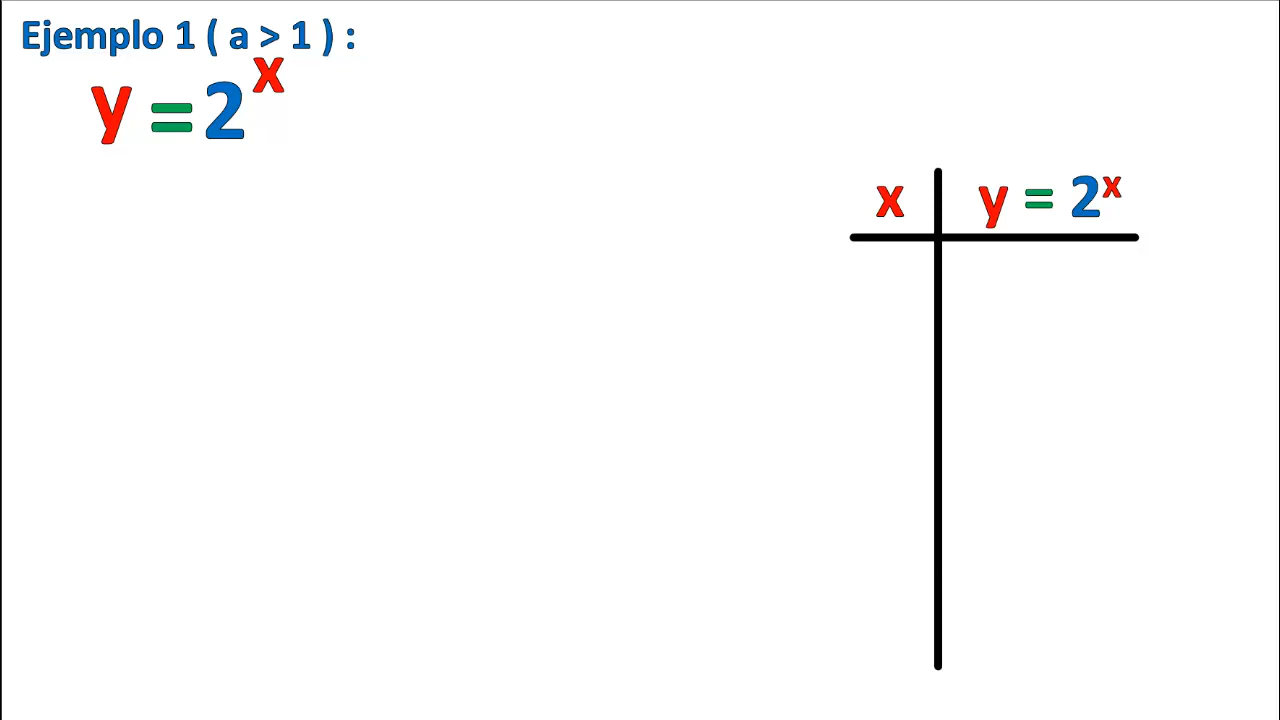 Ejemplo 1 ( a > 1 ) :
y = 2^x
x y = 2^x